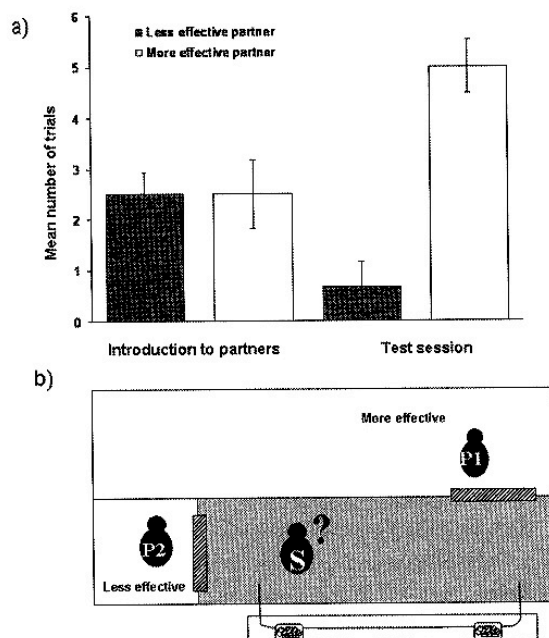 a)
6
Less effective partner
More effective partner
5
4
3
2
1
0
Mean number of trials
Introduction to partners
Test session
b)
More effective
P1
P2
S
?
Less effective